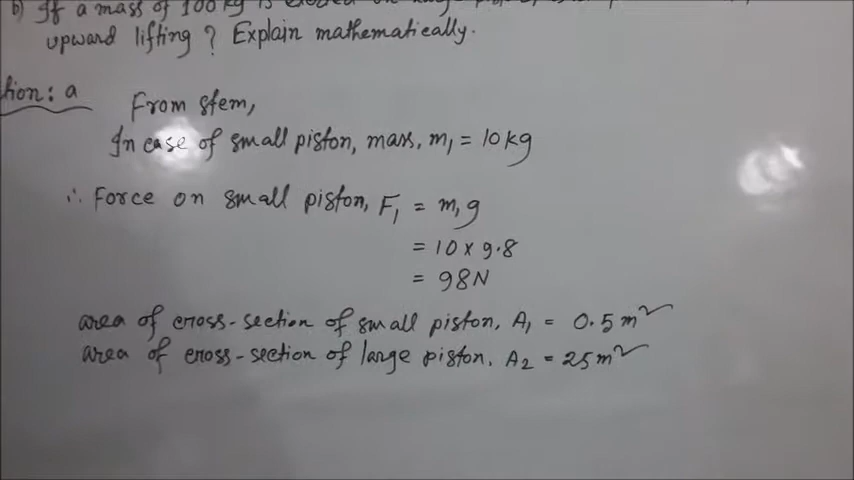 b) If a mass of 100 kg is
upward lifting ? Explain mathematically.
tion: a
From stem,
In case of small piston, mass, m₁ = 10 kg
∴ Force on small piston, F₁ = m₁g
= 10 × 9.8
= 98N
area of cross-section of small piston, A₁ = 0.5 m²
area of cross-section of large piston, A₂ = 25 m²